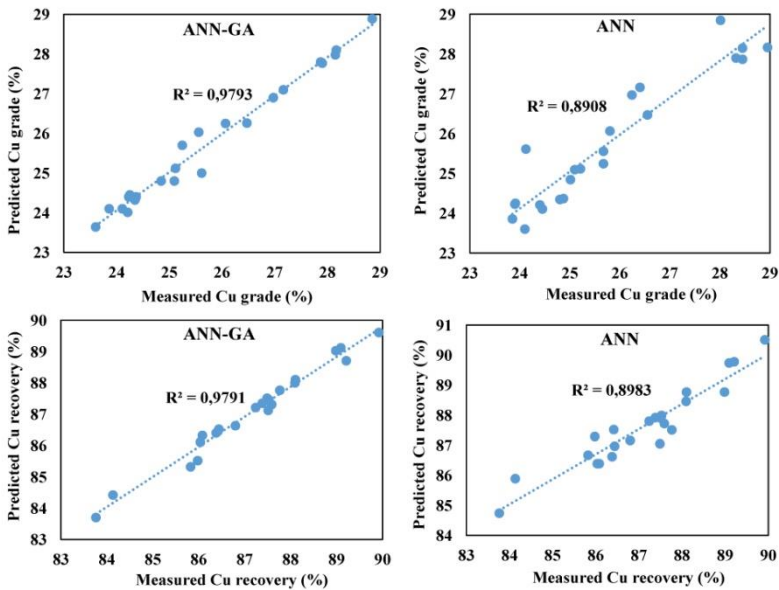 ANN-GA
R² = 0,9793
Predicted Cu grade (%)
29
28
27
26
25
24
23
23 24 25 26 27 28 29
Measured Cu grade (%)
ANN
R² = 0,8908
Predicted Cu grade (%)
29
28
27
26
25
24
23
23 24 25 26 27 28 29
Measured Cu grade (%)
ANN-GA
R² = 0,9791
Predicted Cu recovery (%)
90
89
88
87
86
85
84
83
83 84 85 86 87 88 89 90
Measured Cu recovery (%)
ANN
R² = 0,8983
Predicted Cu recovery (%)
91
90
89
88
87
86
85
84
83 84 85 86 87 88 89 90
Measured Cu recovery (%)